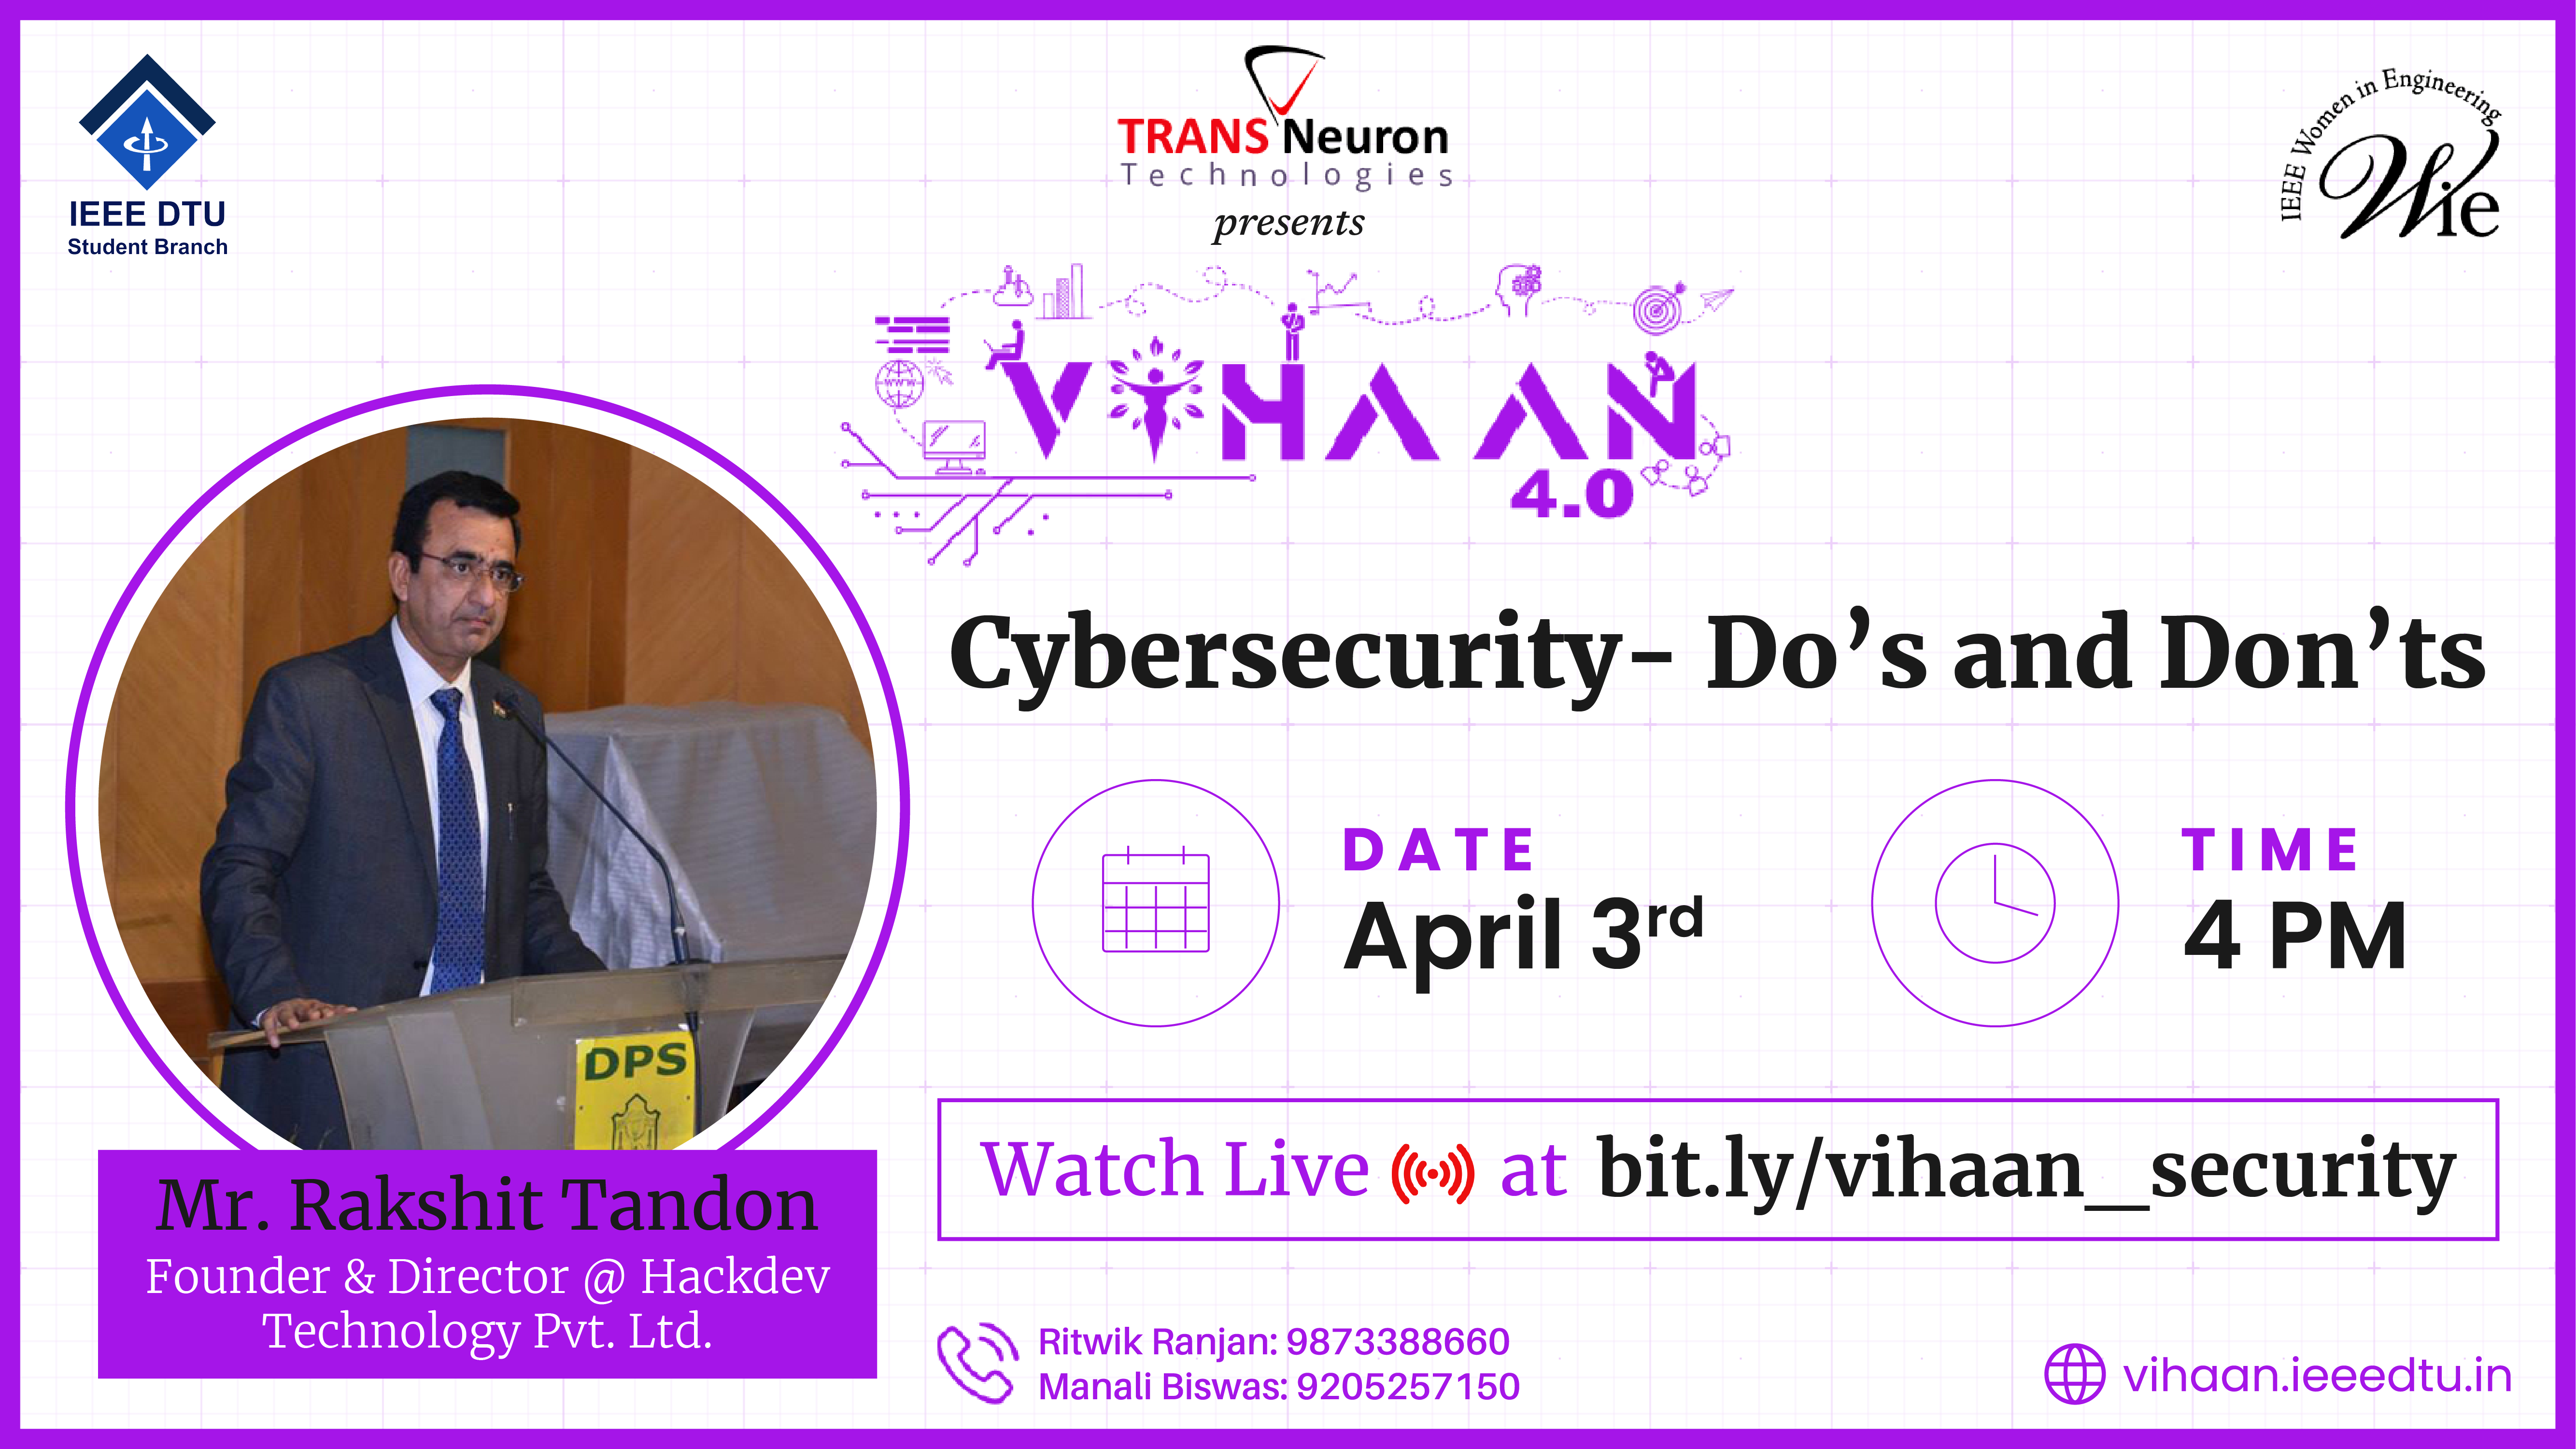 IEEE DTU
Student Branch
TRANS Neuron
Technologies
presents
IEEE Women in Engineering
Wie
www
VIHAAN
4.0
Cybersecurity- Do’s and Don’ts
DATE
April 3rd
TIME
4 PM
DPS
Mr. Rakshit Tandon
Founder & Director @ Hackdev
Technology Pvt. Ltd.
Watch Live at bit.ly/vihaan_security
Ritwik Ranjan: 9873388660
Manali Biswas: 9205257150
vihaan.ieeedtu.in